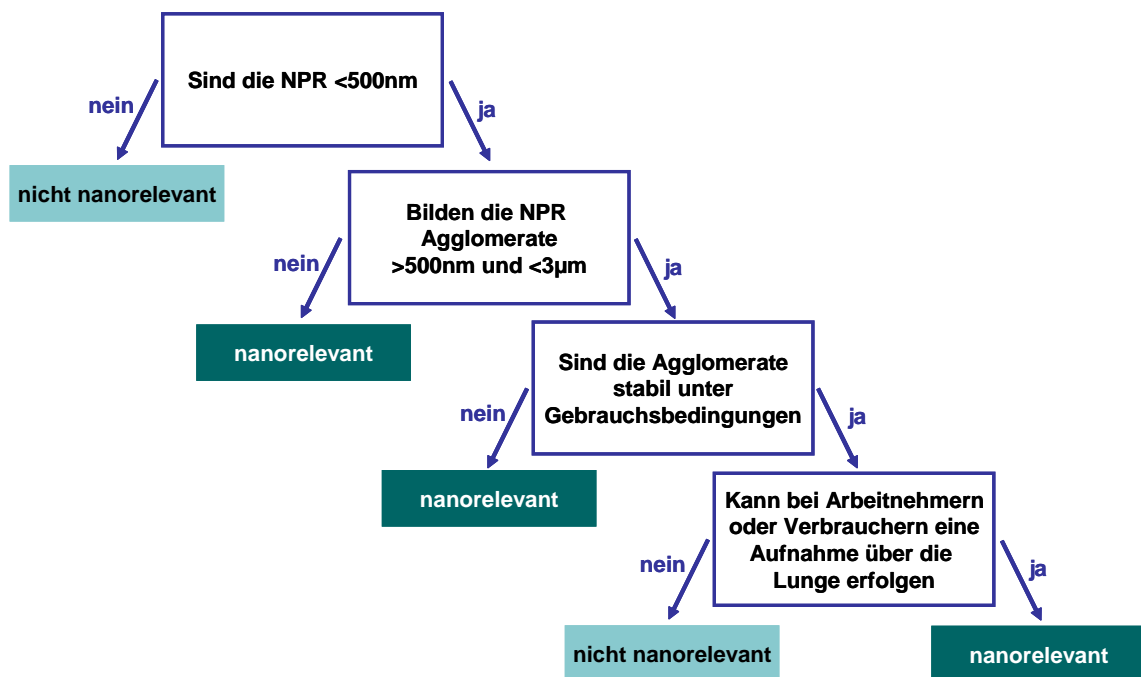 Sind die NPR <500nm
nein
ja
nicht nanorelevant
Bilden die NPR
Agglomerate
>500nm und <3µm
nein
ja
nanorelevant
Sind die Agglomerate
stabil unter
Gebrauchsbedingungen
nein
ja
nanorelevant
Kann bei Arbeitnehmern
oder Verbrauchern eine
Aufnahme über die
Lunge erfolgen
nein
ja
nicht nanorelevant
nanorelevant